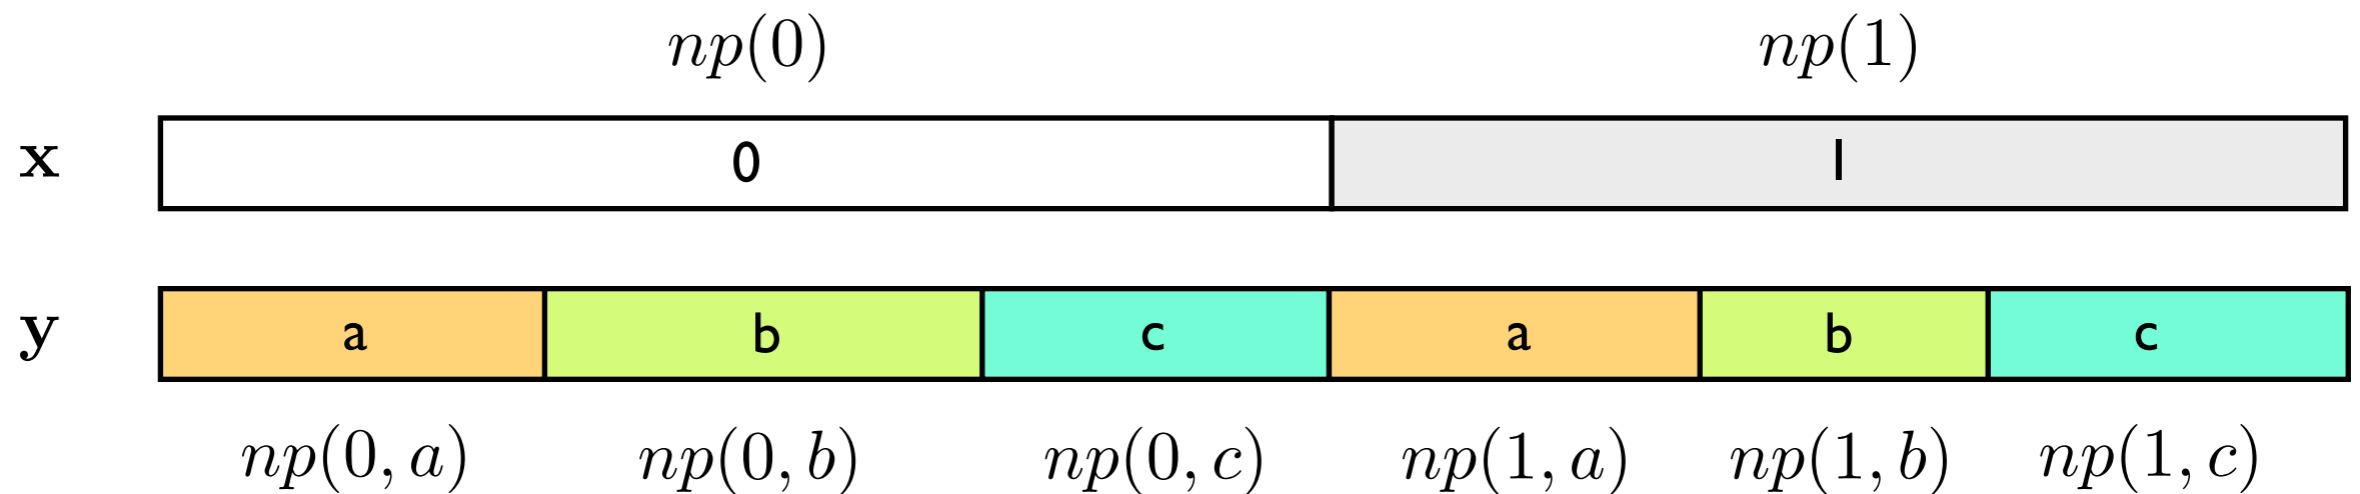 np(0) np(1)
x 0 1
y a b c a b c
np(0, a) np(0, b) np(0, c) np(1, a) np(1, b) np(1, c)